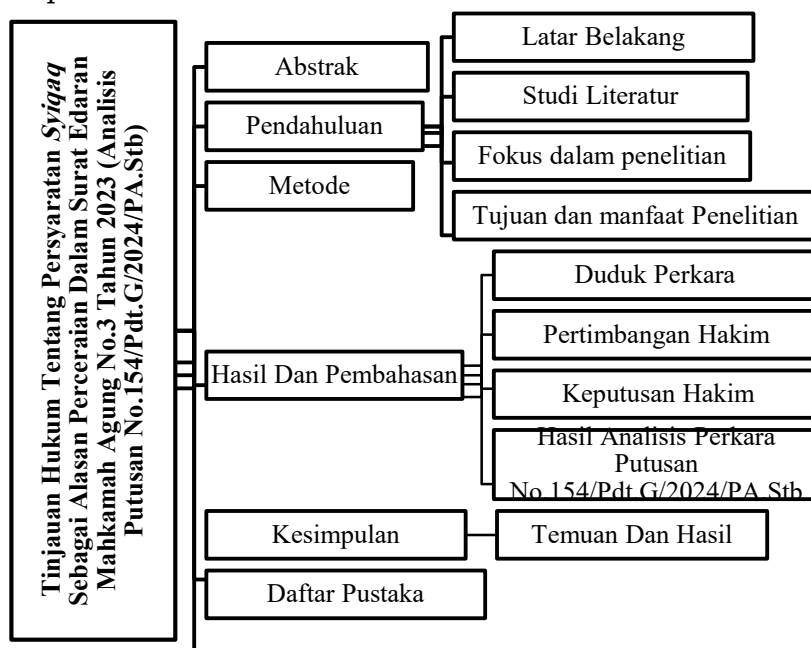 Tinjauan Hukum Tentang Persyaratan Syiqaq
Sebagai Alasan Perceraian Dalam Surat Edaran
Mahkamah Agung No.3 Tahun 2023 (Analisis
Putusan No.154/Pdt.G/2024/PA.Stb)
Abstrak
Pendahuluan
Latar Belakang
Studi Literatur
Fokus dalam penelitian
Tujuan dan manfaat Penelitian
Metode
Hasil Dan Pembahasan
Duduk Perkara
Pertimbangan Hakim
Keputusan Hakim
Hasil Analisis Perkara
Putusan
No.154/Pdt.G/2024/PA.Stb
Kesimpulan
Temuan Dan Hasil
Daftar Pustaka